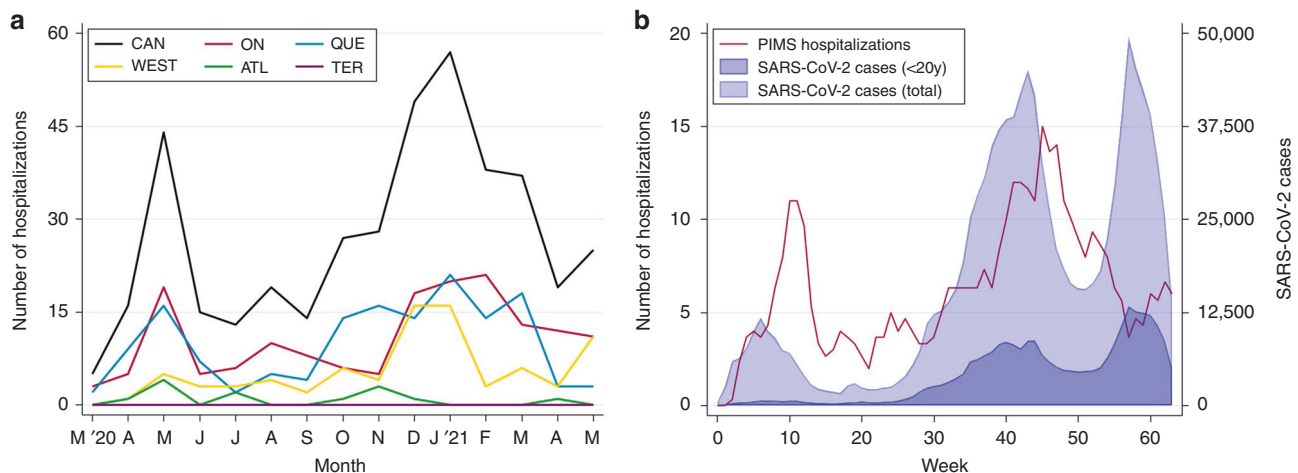 a
60
45
30
15
0
Number of hospitalizations
CAN ON QUE
WEST ATL TER
M '20 A M J J A S O N D J '21 F M A M
Month
b
20
15
10
5
0
Number of hospitalizations
PIMS hospitalizations
SARS-CoV-2 cases (<20y)
SARS-CoV-2 cases (total)
50,000
37,500
25,000
12,500
0
SARS-CoV-2 cases
0 10 20 30 40 50 60
Week